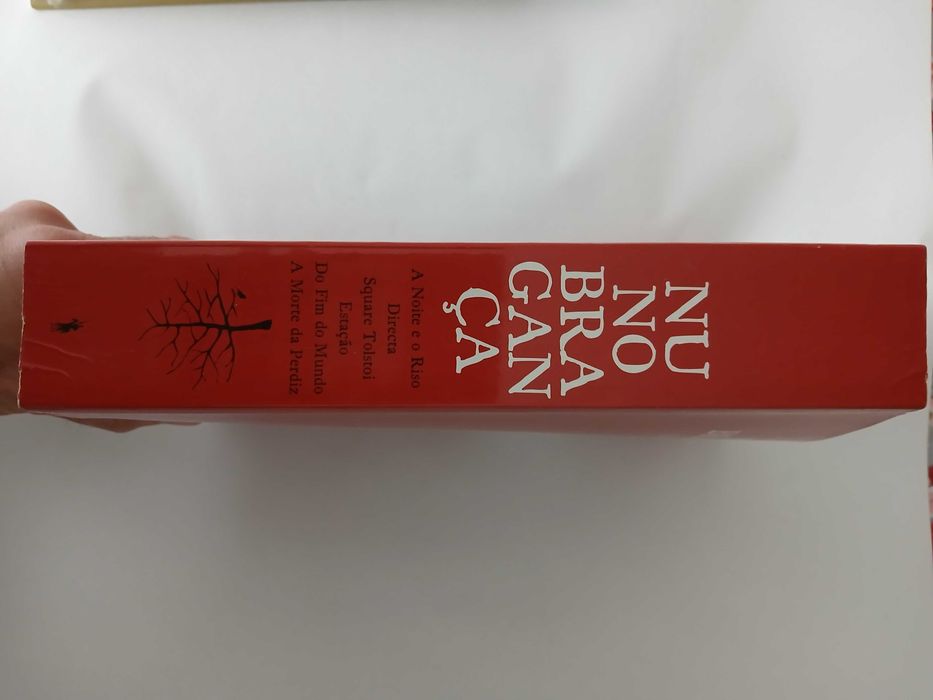 NU
NO
BRA
GAN
ÇA
A Noite e o Riso
Directa
Square Tolstoi
Estação
Do Fim do Mundo
A Morte da Perdiz